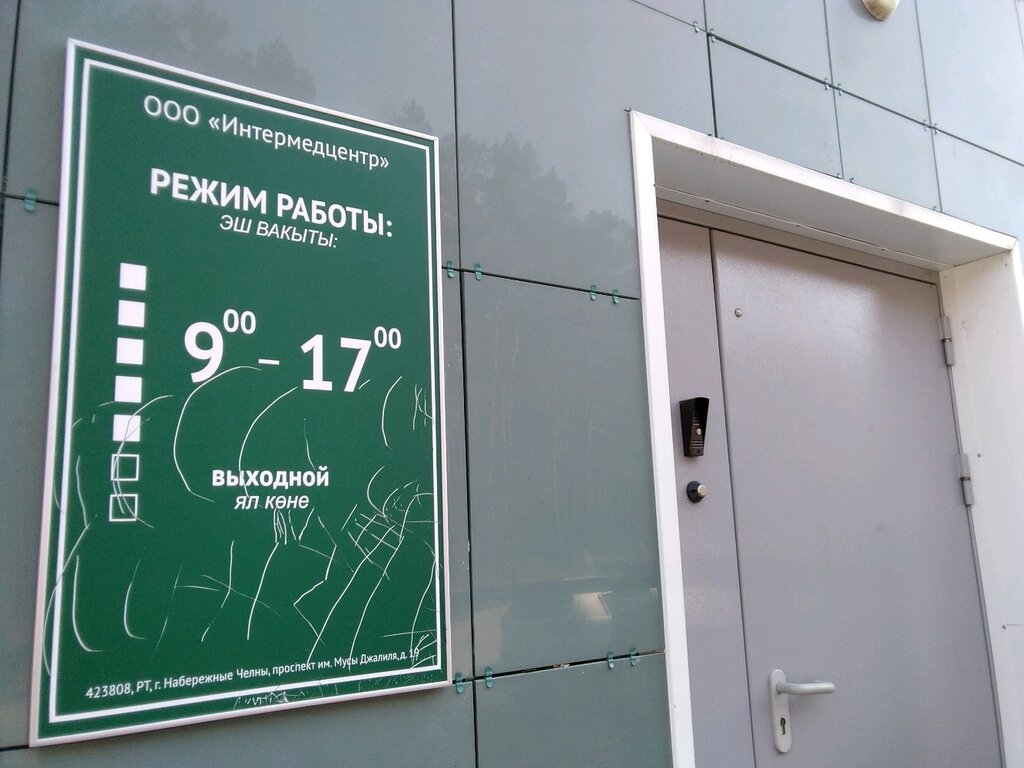 ООО «Интермедцентр»
РЕЖИМ РАБОТЫ:
ЭШ ВАКЫТЫ:
9⁰⁰ – 17⁰⁰
выходной
ял көне
423808, РТ, г. Набережные Челны, проспект им. Мусы Джалиля, д. 19